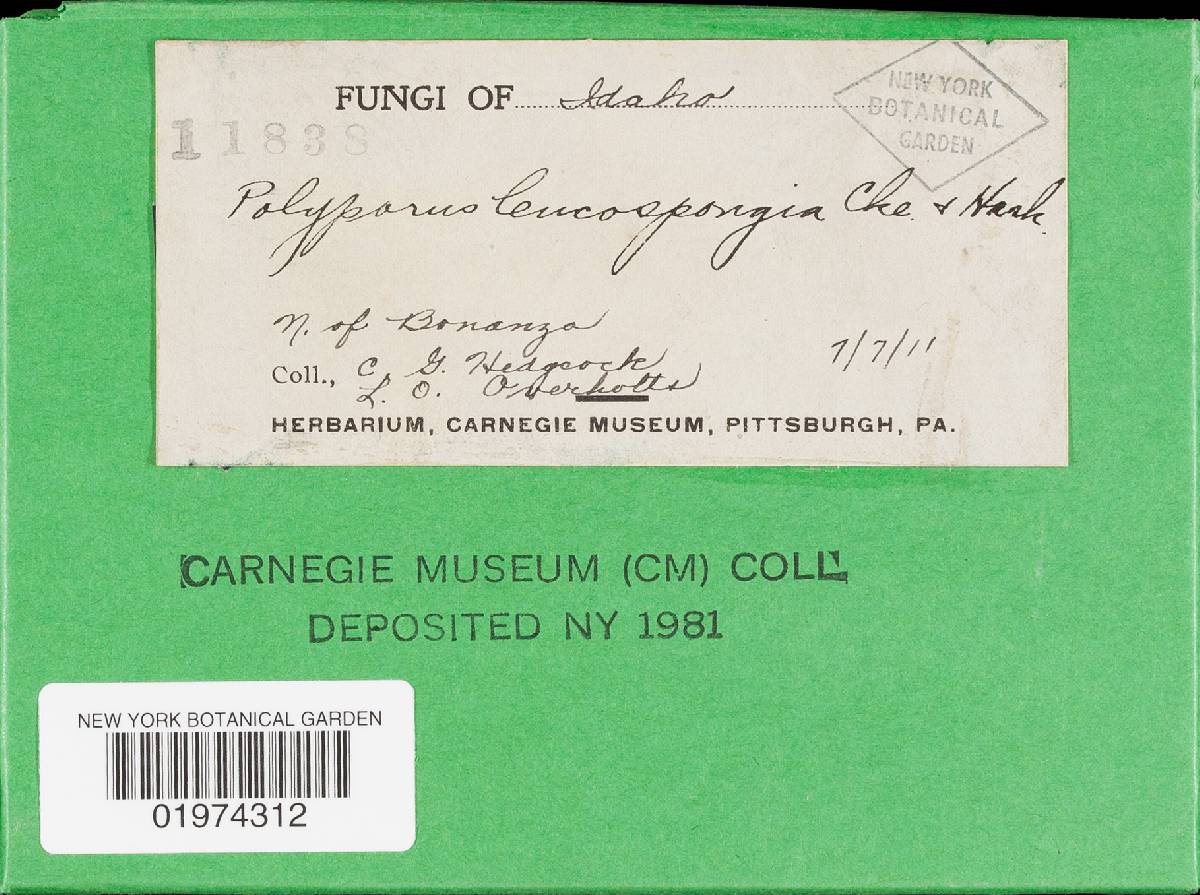 FUNGI OF Idaho
NEW YORK
BOTANICAL
GARDEN
11838
Polyporus leucospongia Cke. & Hark.
N. of Bonanza
7/7/11
Coll., C. G. Hedgcock
L. O. Overholts
HERBARIUM, CARNEGIE MUSEUM, PITTSBURGH, PA.
CARNEGIE MUSEUM (CM) COLL
DEPOSITED NY 1981
NEW YORK BOTANICAL GARDEN
01974312